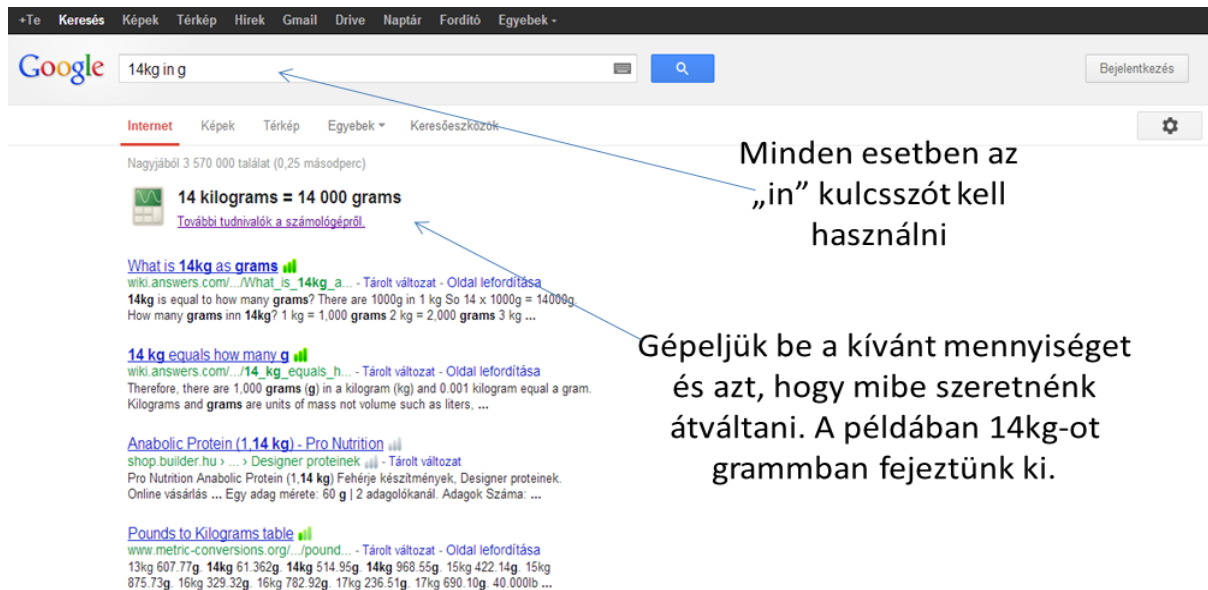 +Te Keresés Képek Térkép Hírek Gmail Drive Naptár Fordító Egyebek
Google 14kg in g Bejelentkezés
Internet Képek Térkép Egyebek Keresőeszközök
Nagyjából 3 570 000 találat (0,25 másodperc)
14 kilograms = 14 000 grams
További tudnivalók a számológépről.
What is 14kg as grams
wiki.answers.com/.../What_is_14kg_a... - Tárolt változat - Oldal lefordítása
14kg is equal to how many grams? There are 1000g in 1 kg So 14 x 1000g = 14000g.
How many grams inn 14kg? 1 kg = 1,000 grams 2 kg = 2,000 grams 3 kg ...
14 kg equals how many g
wiki.answers.com/.../14_kg_equals_h... - Tárolt változat - Oldal lefordítása
Therefore, there are 1,000 grams (g) in a kilogram (kg) and 0.001 kilogram equal a gram.
Kilograms and grams are units of mass not volume such as liters, ...
Anabolic Protein (1,14 kg) - Pro Nutrition
shop.builder.hu › ... › Designer proteinek - Tárolt változat
Pro Nutrition Anabolic Protein (1,14 kg) Fehérje készítmények, Designer proteinek.
Online vásárlás ... Egy adag mérete: 60 g | 2 adagolókanál. Adagok Száma: ...
Pounds to Kilograms table
www.metric-conversions.org/.../pound... - Tárolt változat - Oldal lefordítása
13kg 607.77g. 14kg 61.362g. 14kg 514.95g. 14kg 968.55g. 15kg 422.14g. 15kg
875.73g. 16kg 329.32g. 16kg 782.92g. 17kg 236.51g. 17kg 690.10g. 40.000lb ...
Minden esetben az
„in” kulcsszót kell
használni
Gépeljük be a kívánt mennyiséget
és azt, hogy mibe szeretnénk
átváltani. A példában 14kg-ot
grammban fejeztünk ki.